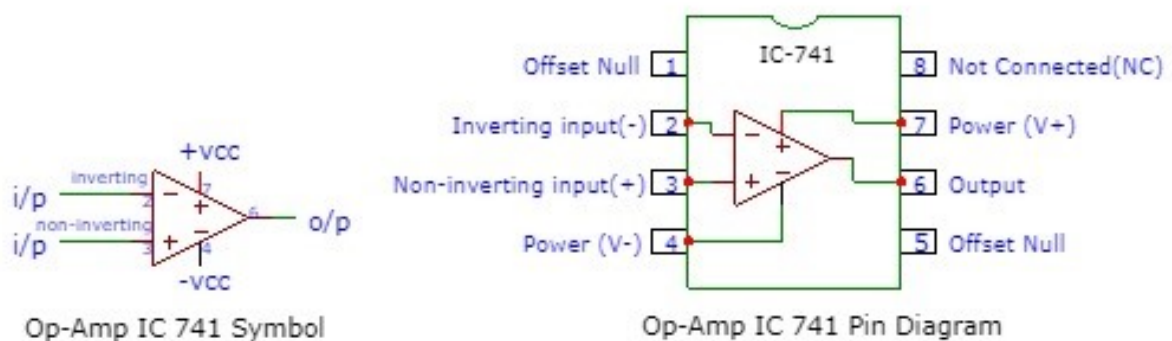 +vcc
inverting
i/p
2
−
7
+
non-inverting
i/p
3
+
−
4
6
o/p
-vcc
Op-Amp IC 741 Symbol
IC-741
Offset Null 1
8 Not Connected(NC)
Inverting input(-) 2
7 Power (V+)
Non-inverting input(+) 3
6 Output
Power (V-) 4
5 Offset Null
−
+
+
−
Op-Amp IC 741 Pin Diagram